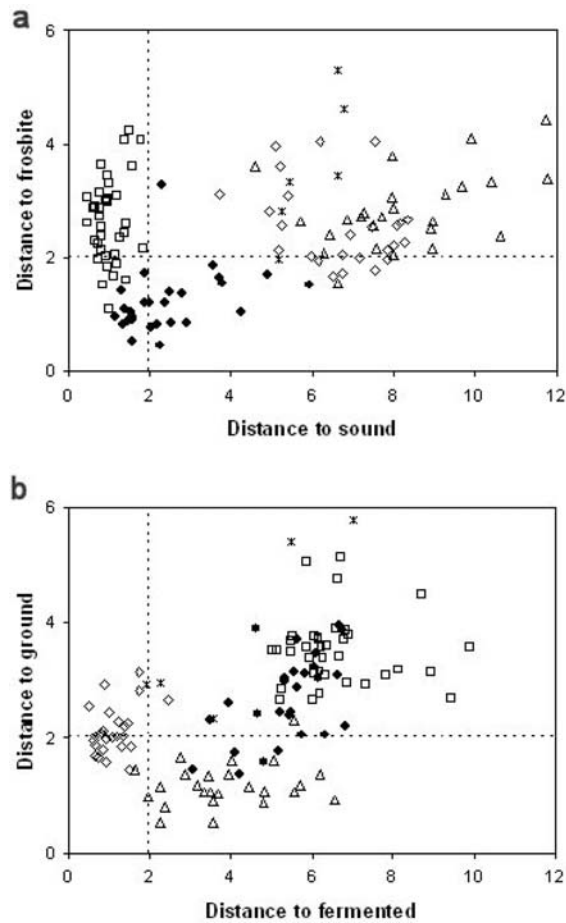 a
6
4
2
0
Distance to frosbite
0 2 4 6 8 10 12
Distance to sound
b
6
4
2
0
Distance to ground
0 2 4 6 8 10 12
Distance to fermented